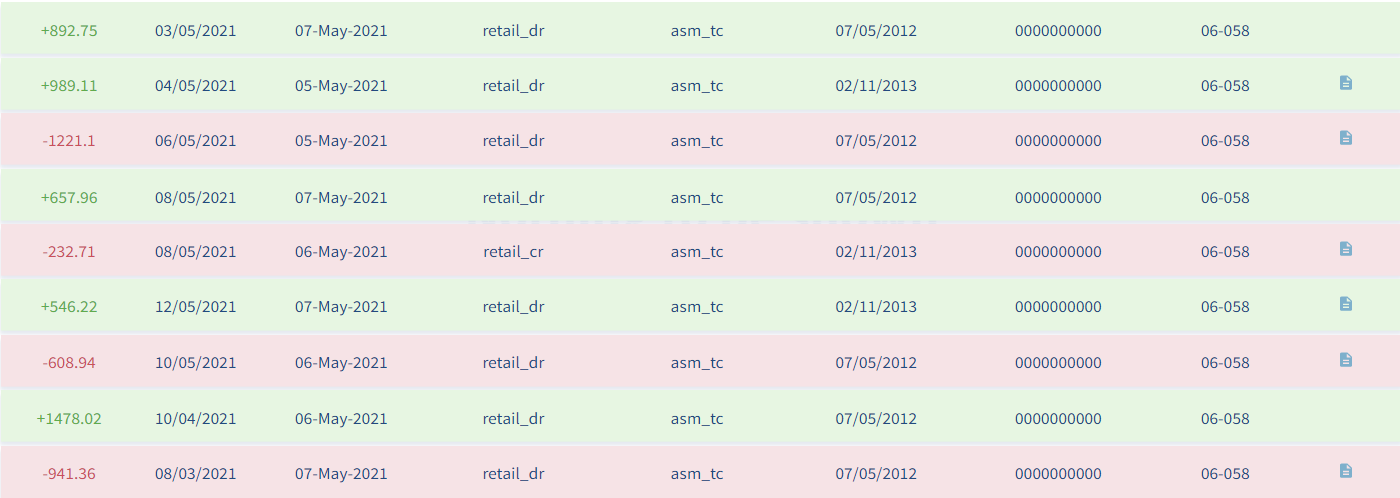 +892.75 03/05/2021 07-May-2021 retail_dr asm_tc 07/05/2012 0000000000 06-058
+989.11 04/05/2021 05-May-2021 retail_dr asm_tc 02/11/2013 0000000000 06-058
-1221.1 06/05/2021 05-May-2021 retail_dr asm_tc 07/05/2012 0000000000 06-058
+657.96 08/05/2021 07-May-2021 retail_dr asm_tc 07/05/2012 0000000000 06-058
-232.71 08/05/2021 06-May-2021 retail_cr asm_tc 02/11/2013 0000000000 06-058
+546.22 12/05/2021 07-May-2021 retail_dr asm_tc 02/11/2013 0000000000 06-058
-608.94 10/05/2021 06-May-2021 retail_dr asm_tc 07/05/2012 0000000000 06-058
+1478.02 10/04/2021 06-May-2021 retail_dr asm_tc 07/05/2012 0000000000 06-058
-941.36 08/03/2021 07-May-2021 retail_dr asm_tc 07/05/2012 0000000000 06-058